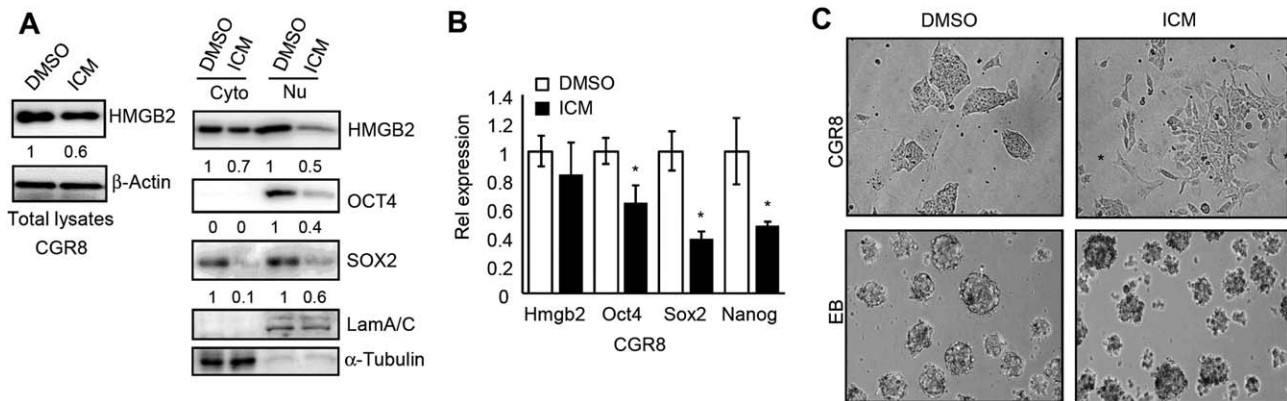 A
DMSO
ICM
HMGB2
1 0.6
β-Actin
Total lysates
CGR8
DMSO
ICM
DMSO
ICM
Cyto Nu
HMGB2
1 0.7 1 0.5
OCT4
0 0 1 0.4
SOX2
1 0.1 1 0.6
LamA/C
α-Tubulin
B
DMSO
ICM
Rel expression
1.4
1.2
1
0.8
0.6
0.4
0.2
0
*
*
*
Hmgb2 Oct4 Sox2 Nanog
CGR8
C
DMSO ICM
CGR8
*
EB